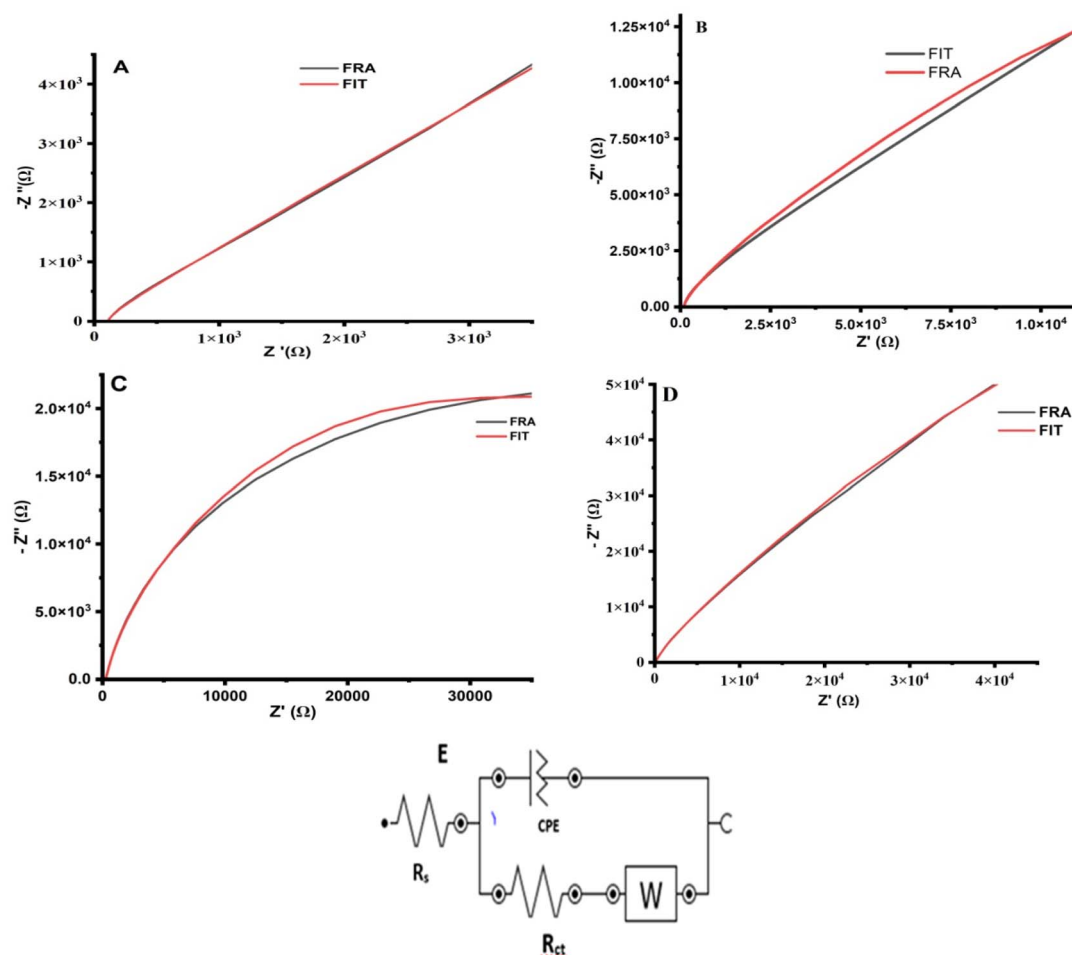 A
FRA
FIT
4×10³
3×10³
2×10³
1×10³
0
-Z''(Ω)
0
1×10³
2×10³
3×10³
Z '(Ω)
B
FIT
FRA
1.25×10⁴
1.00×10⁴
7.50×10³
5.00×10³
2.50×10³
0.00
-Z'' (Ω)
0.0
2.5×10³
5.0×10³
7.5×10³
1.0×10⁴
Z' (Ω)
C
FRA
FIT
2.0×10⁴
1.5×10⁴
1.0×10⁴
5.0×10³
0.0
- Z'' (Ω)
0
10000
20000
30000
Z' (Ω)
D
FRA
FIT
5×10⁴
4×10⁴
3×10⁴
2×10⁴
1×10⁴
0
- Z'' (Ω)
0
1×10⁴
2×10⁴
3×10⁴
4×10⁴
Z' (Ω)
E
CPE
Rs
W
Rct